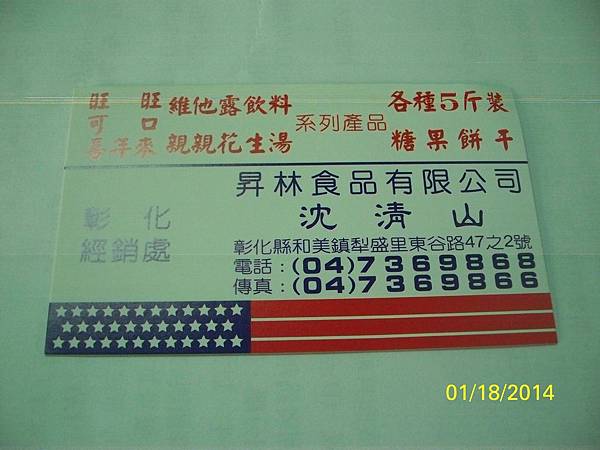 旺旺 維他露飲料 各種5斤裝
可口 系列產品
喜年來 親親花生湯 糖果餅干
昇林食品有限公司
彰化 沈清山
經銷處 彰化縣和美鎮犁盛里東谷路47之2號
電話:(04)7369868
傳真:(04)7369866
01/18/2014